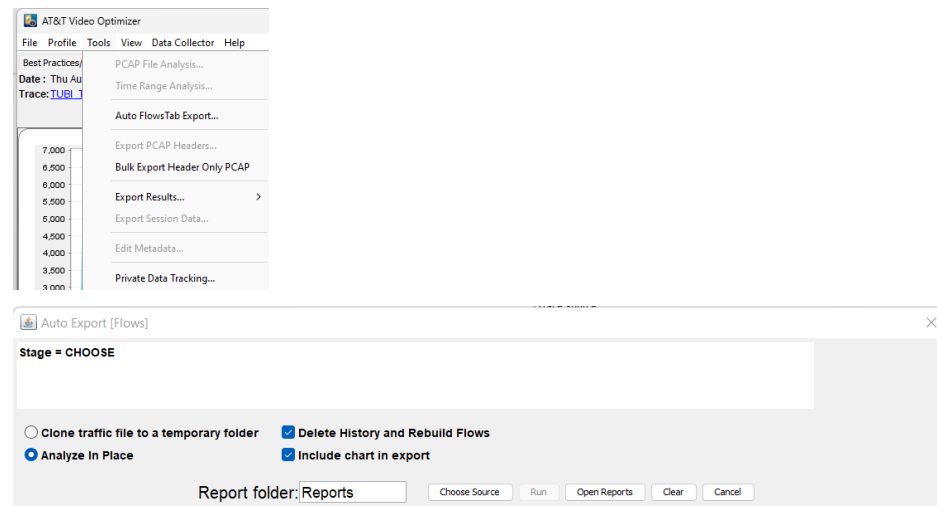 AT&T Video Optimizer
File Profile Tools View Data Collector Help
Best Practices/
PCAP File Analysis...
Date : Thu Au
Time Range Analysis...
Trace: TUBI T
Auto FlowsTab Export...
Export PCAP Headers...
7,000
Bulk Export Header Only PCAP
6,500
6,000
Export Results...
5,500
Export Session Data...
5,000
4,500
Edit Metadata...
4,000
3,500
Private Data Tracking...
3,000
Auto Export [Flows]
Stage = CHOOSE
Clone traffic file to a temporary folder Delete History and Rebuild Flows
Analyze In Place Include chart in export
Report folder: Reports Choose Source Run Open Reports Clear Cancel